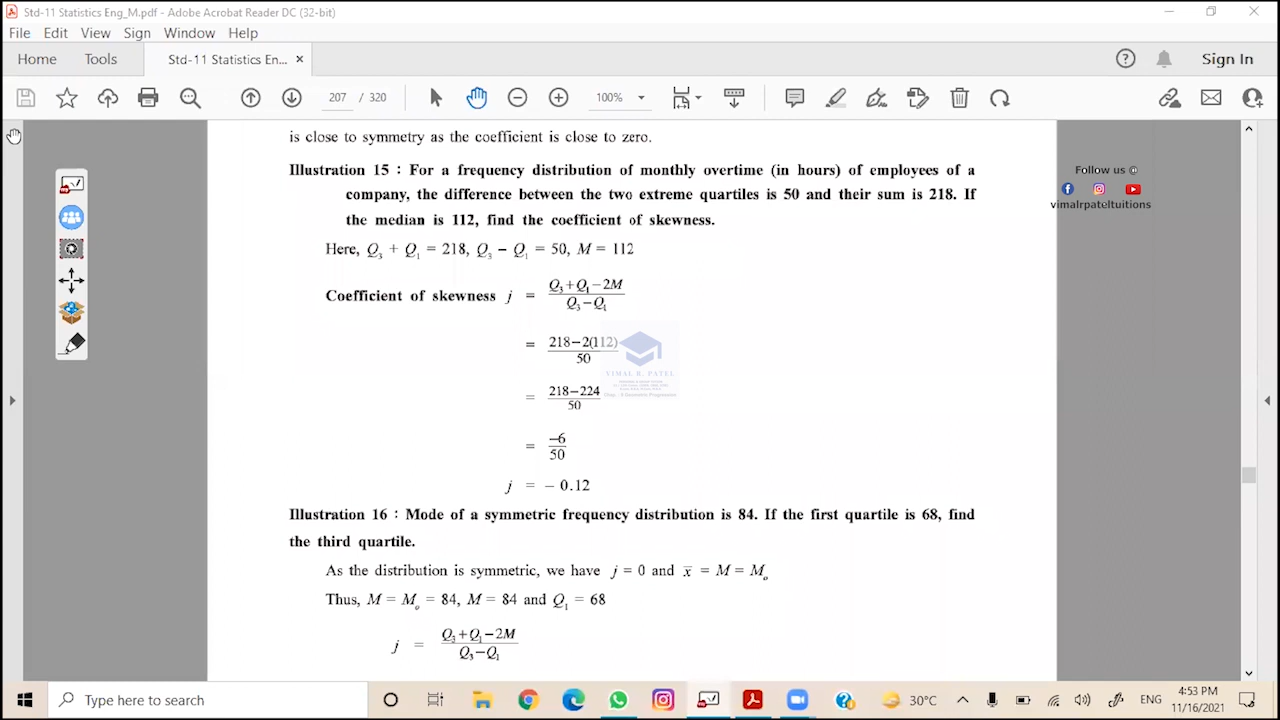 Std-11 Statistics Eng_M.pdf - Adobe Acrobat Reader DC (32-bit)
File Edit View Sign Window Help
Home Tools Std-11 Statistics En... × Sign In
207 / 320 100%
is close to symmetry as the coefficient is close to zero.
Illustration 15 : For a frequency distribution of monthly overtime (in hours) of employees of a
company, the difference between the two extreme quartiles is 50 and their sum is 218. If
the median is 112, find the coefficient of skewness.
Here, Q₃ + Q₁ = 218, Q₃ − Q₁ = 50, M = 112
Coefficient of skewness j = (Q₃+Q₁−2M)/(Q₃−Q₁)
= (218−2(112))/50
= (218−224)/50
= −6/50
j = − 0.12
Illustration 16 : Mode of a symmetric frequency distribution is 84. If the first quartile is 68, find
the third quartile.
As the distribution is symmetric, we have j = 0 and x̄ = M = Mₒ
Thus, M = Mₒ = 84, M = 84 and Q₁ = 68
j = (Q₃+Q₁−2M)/(Q₃−Q₁)
Follow us @
vimalrpateltuitions
VIMAL R. PATEL
Type here to search
30°C ENG 4:53 PM
11/16/2021